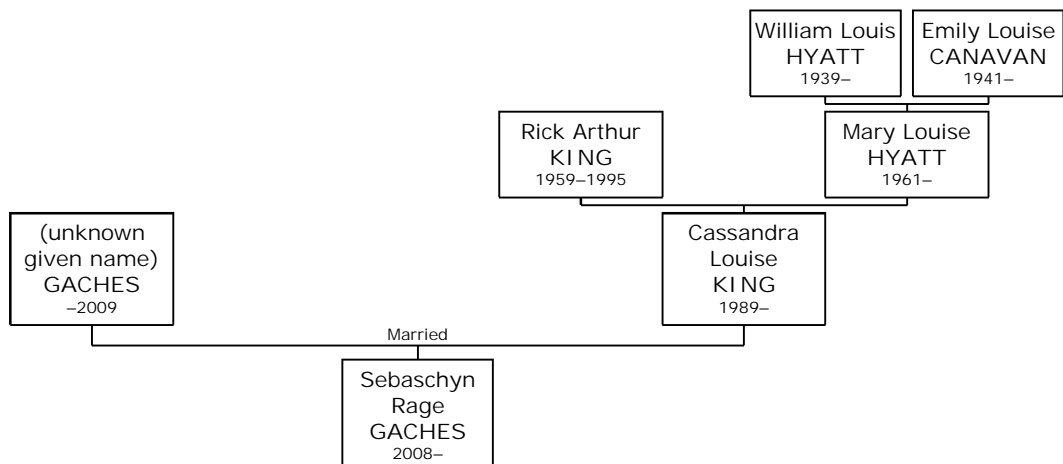 William Louis
HYATT
1939–
Emily Louise
CANAVAN
1941–
Rick Arthur
KING
1959–1995
Mary Louise
HYATT
1961–
(unknown
given name)
GACHES
–2009
Cassandra
Louise
KING
1989–
Married
Sebaschyn
Rage
GACHES
2008–